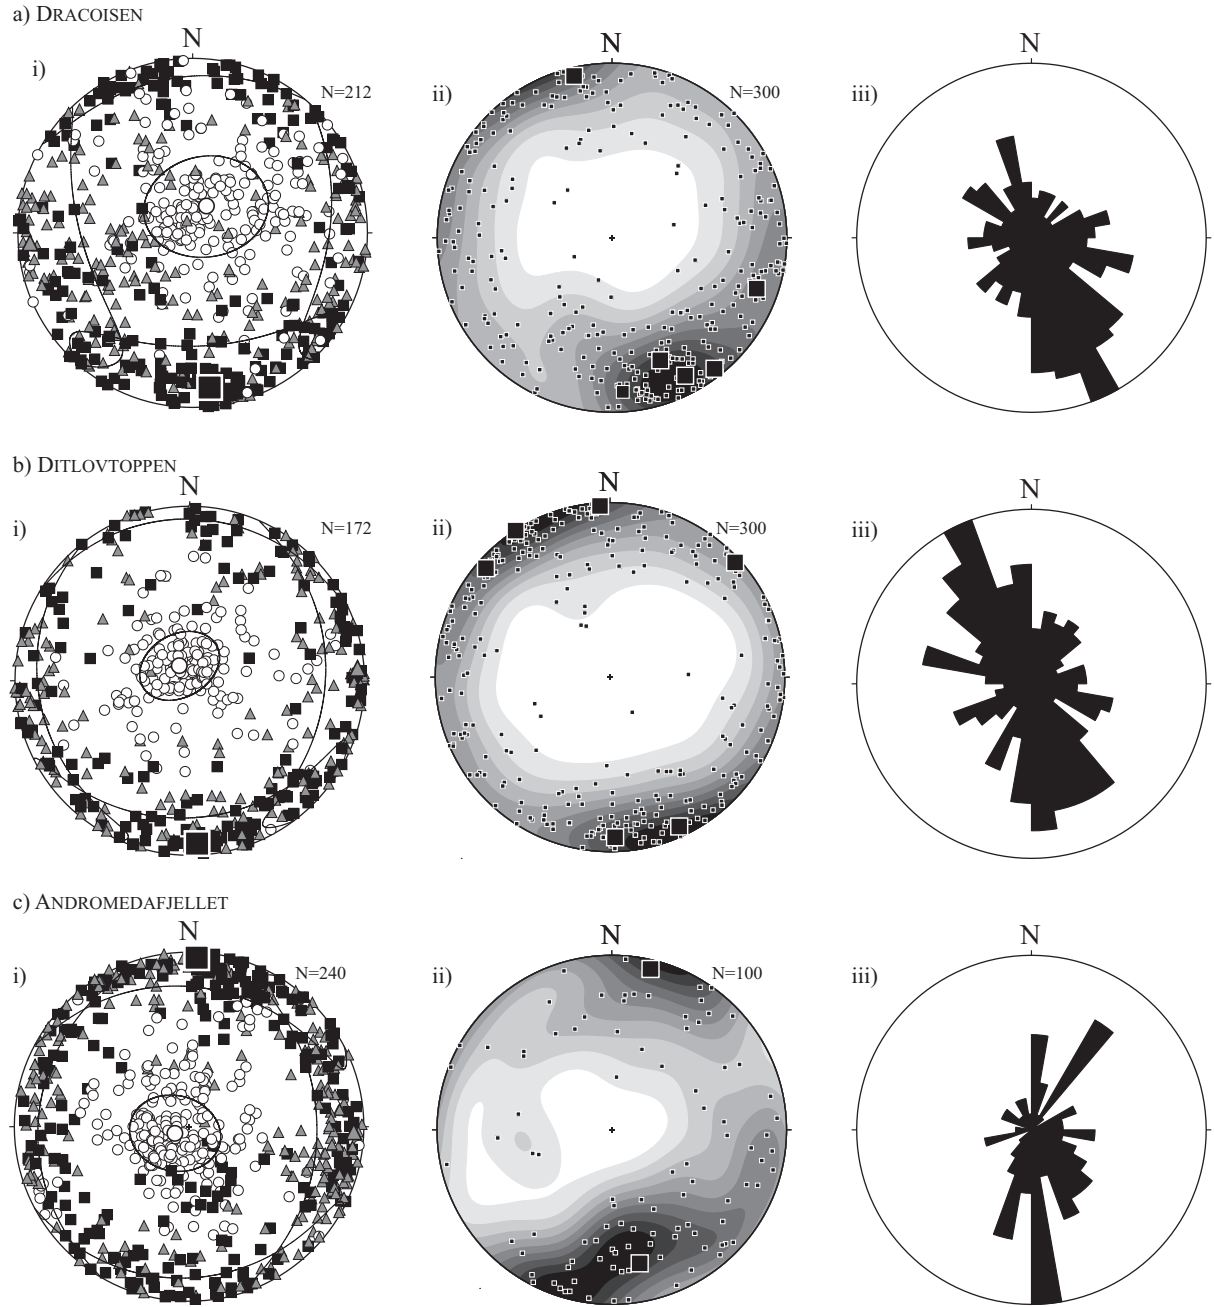 a) DRACOISEN
N
N
N
i)
ii)
iii)
N=212
N=300
b) DITLOVTOPPEN
N
N
N
i)
ii)
iii)
N=172
N=300
c) ANDROMEDAFJELLET
N
N
N
i)
ii)
iii)
N=240
N=100